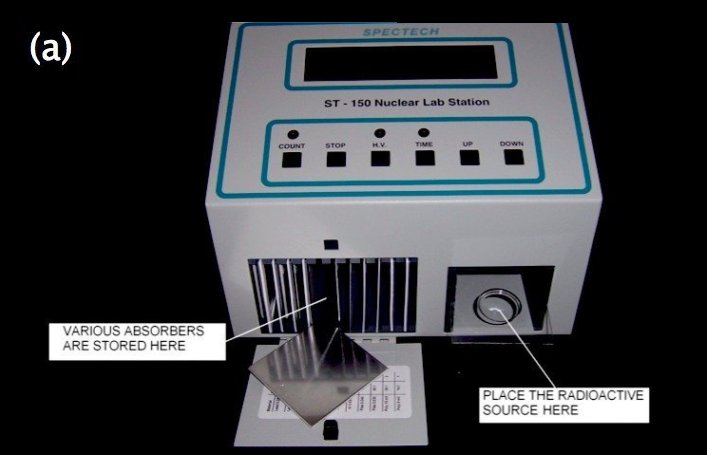 (a)
SPECTECH
ST - 150 Nuclear Lab Station
COUNT STOP H.V. TIME UP DOWN
VARIOUS ABSORBERS
ARE STORED HERE
PLACE THE RADIOACTIVE
SOURCE HERE